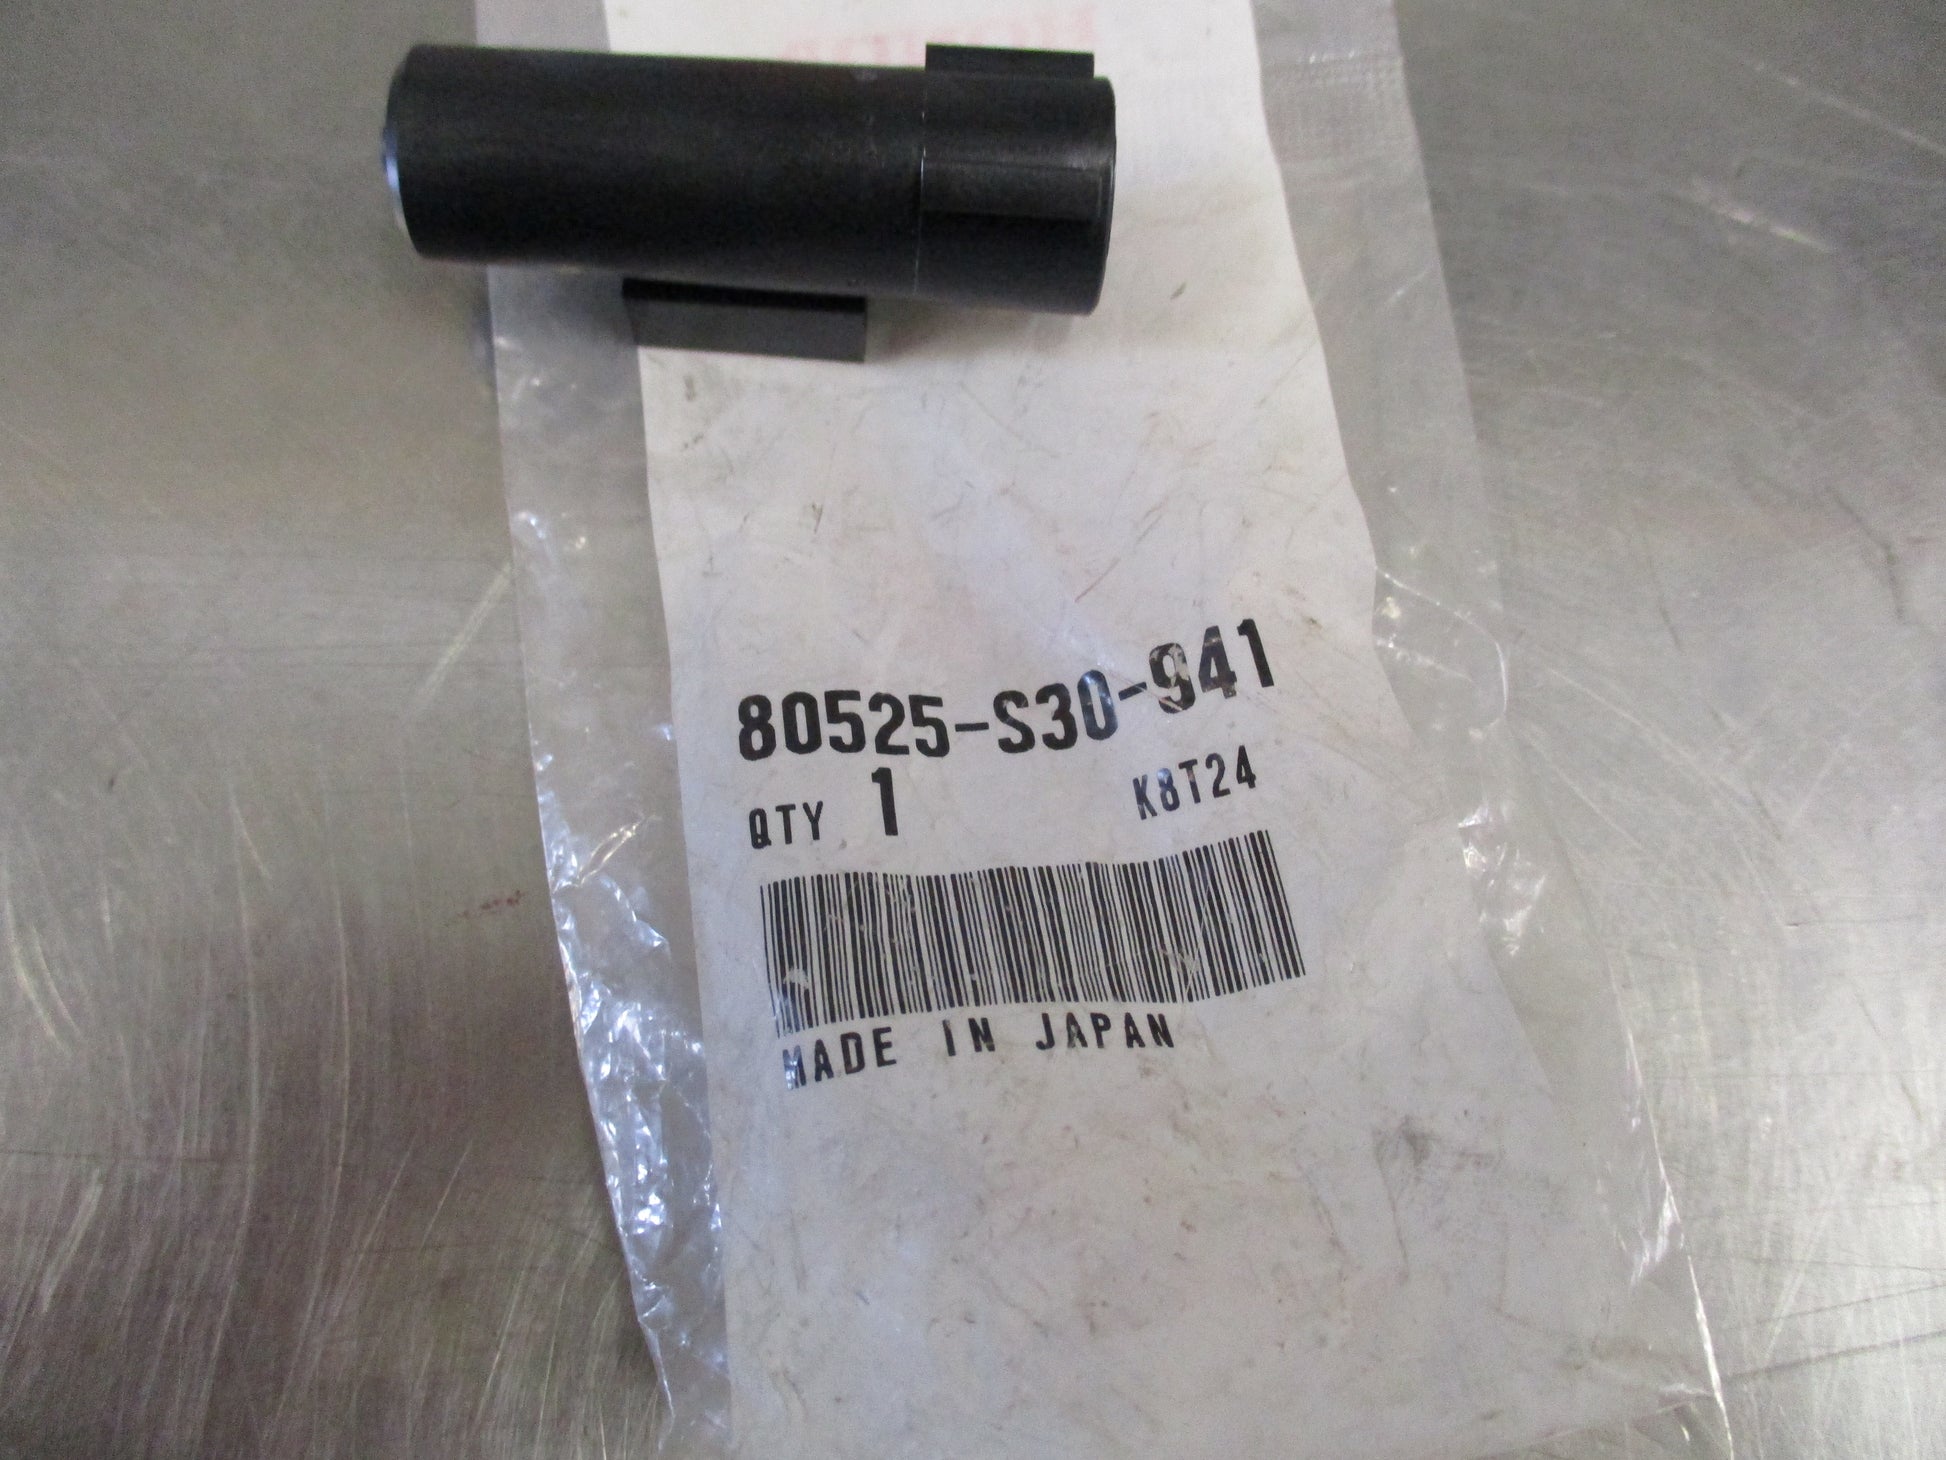 80525-S30-941
QTY 1 K8T24
MADE IN JAPAN